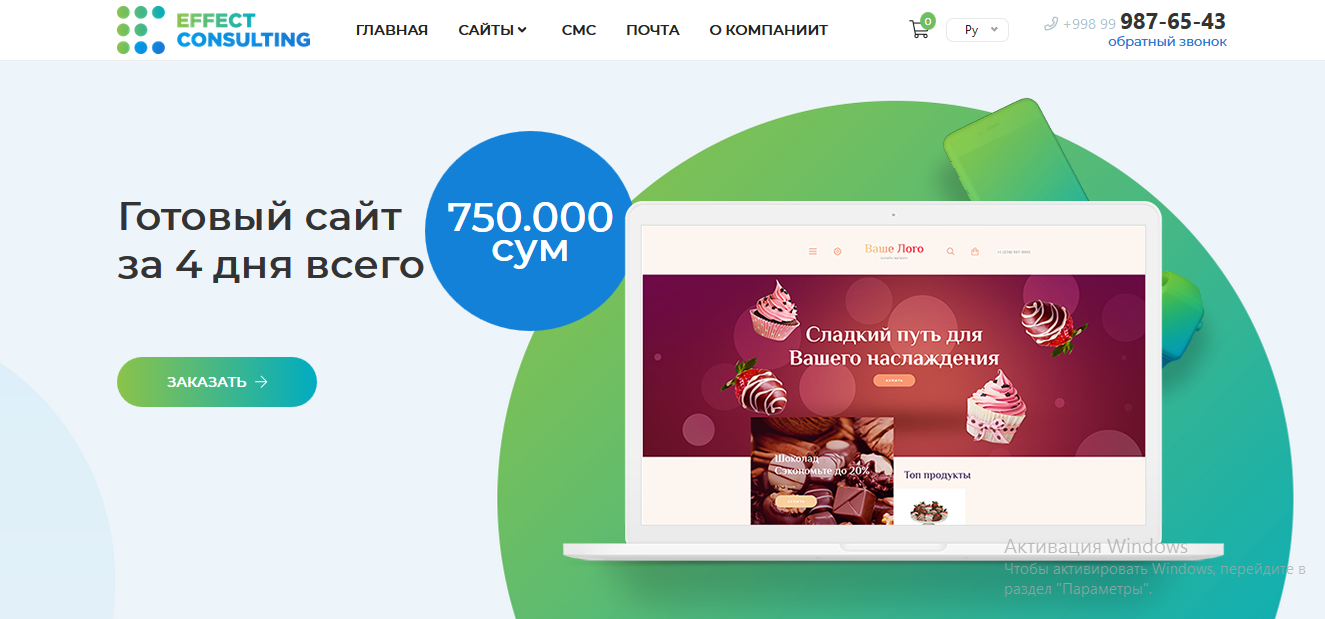 EFFECT
CONSULTING
ГЛАВНАЯ
САЙТЫ
СМС
ПОЧТА
О КОМПАНИИТ
0
Ру
+998 99 987-65-43
обратный звонок
Готовый сайт
за 4 дня всего
750.000
сум
ЗАКАЗАТЬ
Ваше Лого
Сладкий путь для
Вашего наслаждения
Шоколад
Сэкономьте до 20%
Топ продукты
Активация Windows
Чтобы активировать Windows, перейдите в
раздел "Параметры".